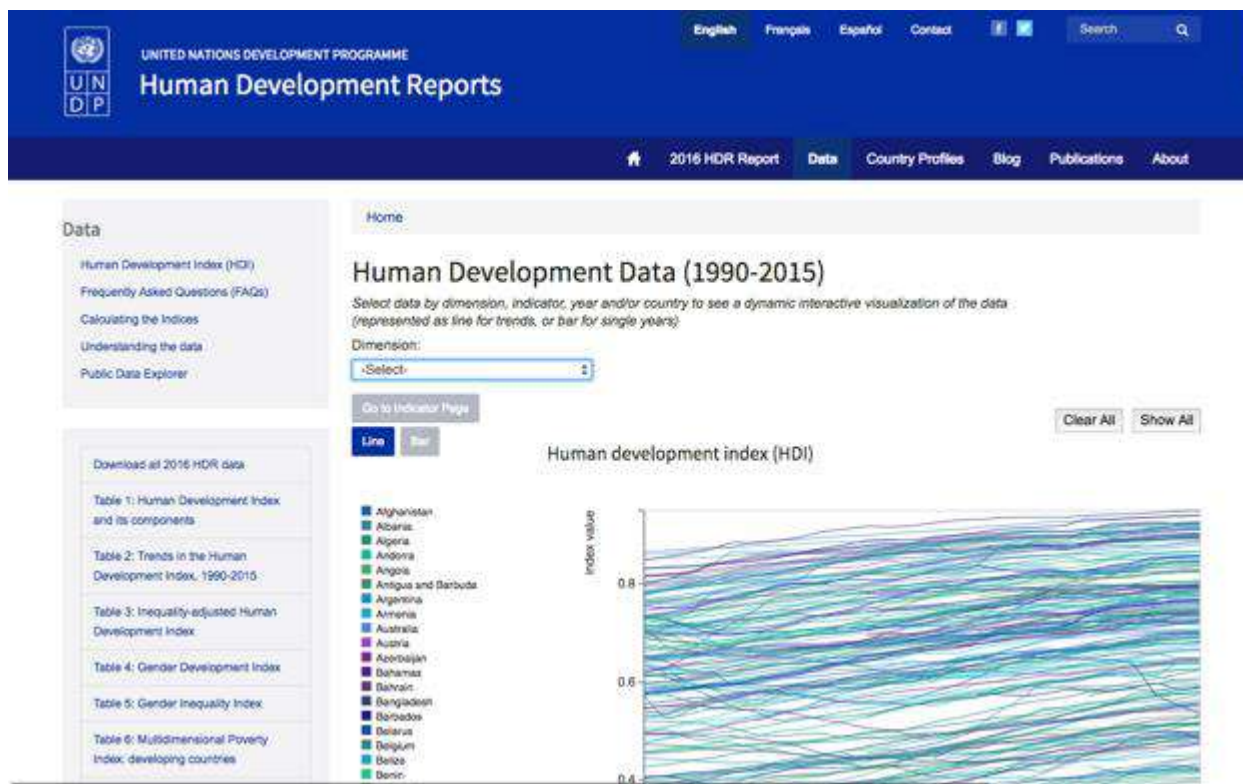 English Français Español Contact Search
UNITED NATIONS DEVELOPMENT PROGRAMME
Human Development Reports
U N
D P
2016 HDR Report Data Country Profiles Blog Publications About
Data
Human Development Index (HDI)
Frequently Asked Questions (FAQs)
Calculating the Indices
Understanding the data
Public Data Explorer
Download all 2016 HDR data
Table 1: Human Development Index
and its components
Table 2: Trends in the Human
Development Index, 1990-2015
Table 3: Inequality-adjusted Human
Development Index
Table 4: Gender Development Index
Table 5: Gender Inequality Index
Table 6: Multidimensional Poverty
Index: developing countries
Home
Human Development Data (1990-2015)
Select data by dimension, indicator, year and/or country to see a dynamic interactive visualization of the data
(represented as line for trends, or bar for single years)
Dimension:
-Select-
Go to Indicator Page
Clear All Show All
Line Bar
Human development index (HDI)
Afghanistan
Albania
Algeria
Andorra
Angola
Antigua and Barbuda
Argentina
Armenia
Australia
Austria
Azerbaijan
Bahamas
Bahrain
Bangladesh
Barbados
Belarus
Belgium
Belize
Benin
Index value
0.8
0.6
0.4